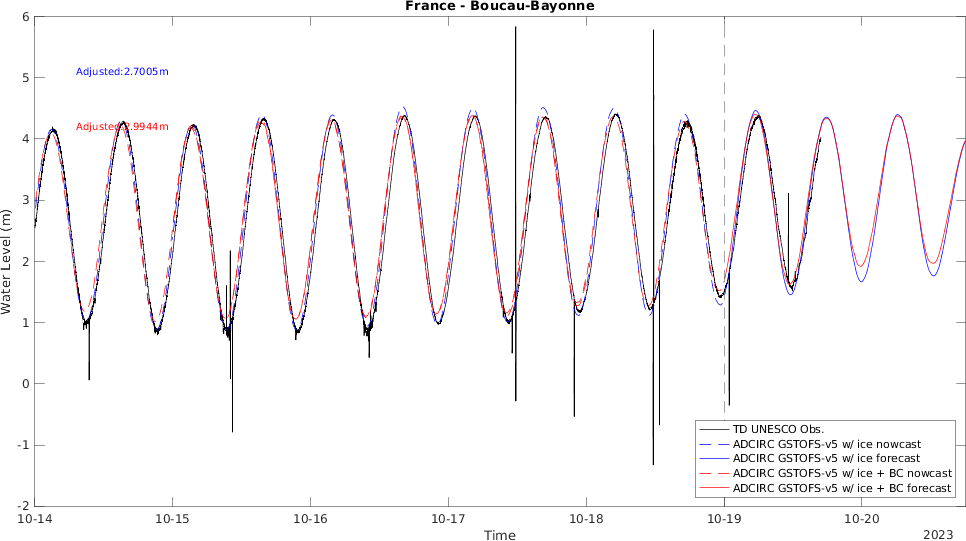 France - Boucau-Bayonne
6
5
4
3
2
1
0
-1
-2
Water Level (m)
Adjusted:2.7005m
Adjusted:2.9944m
TD UNESCO Obs.
ADCIRC GSTOFS-v5 w/ ice nowcast
ADCIRC GSTOFS-v5 w/ ice forecast
ADCIRC GSTOFS-v5 w/ ice + BC nowcast
ADCIRC GSTOFS-v5 w/ ice + BC forecast
10-14 10-15 10-16 10-17 10-18 10-19 10-20
Time
2023